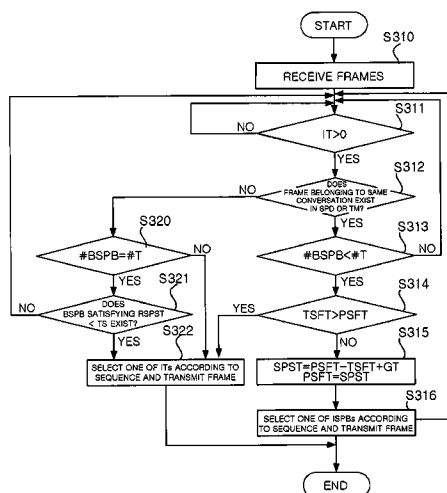 START
S310
RECEIVE FRAMES
S311
IT>0
NO
YES
S312
DOES
FRAME BELONGING TO SAME
CONVERSATION EXIST
IN SPD OR TM?
NO
YES
S320
#BSPB=#T
NO
YES
S313
#BSPB<#T
NO
YES
S321
DOES
BSPB SATISFYING RSPST
< TS EXIST?
NO
YES
S314
TSFT>PSFT
YES
NO
S322
SELECT ONE OF ITs ACCORDING TO
SEQUENCE AND TRANSMIT FRAME
S315
SPST=PSFT-TSFT+GT
PSFT=SPST
S316
SELECT ONE OF ISPBs ACCORDING
TO SEQUENCE AND TRANSMIT FRAME
END